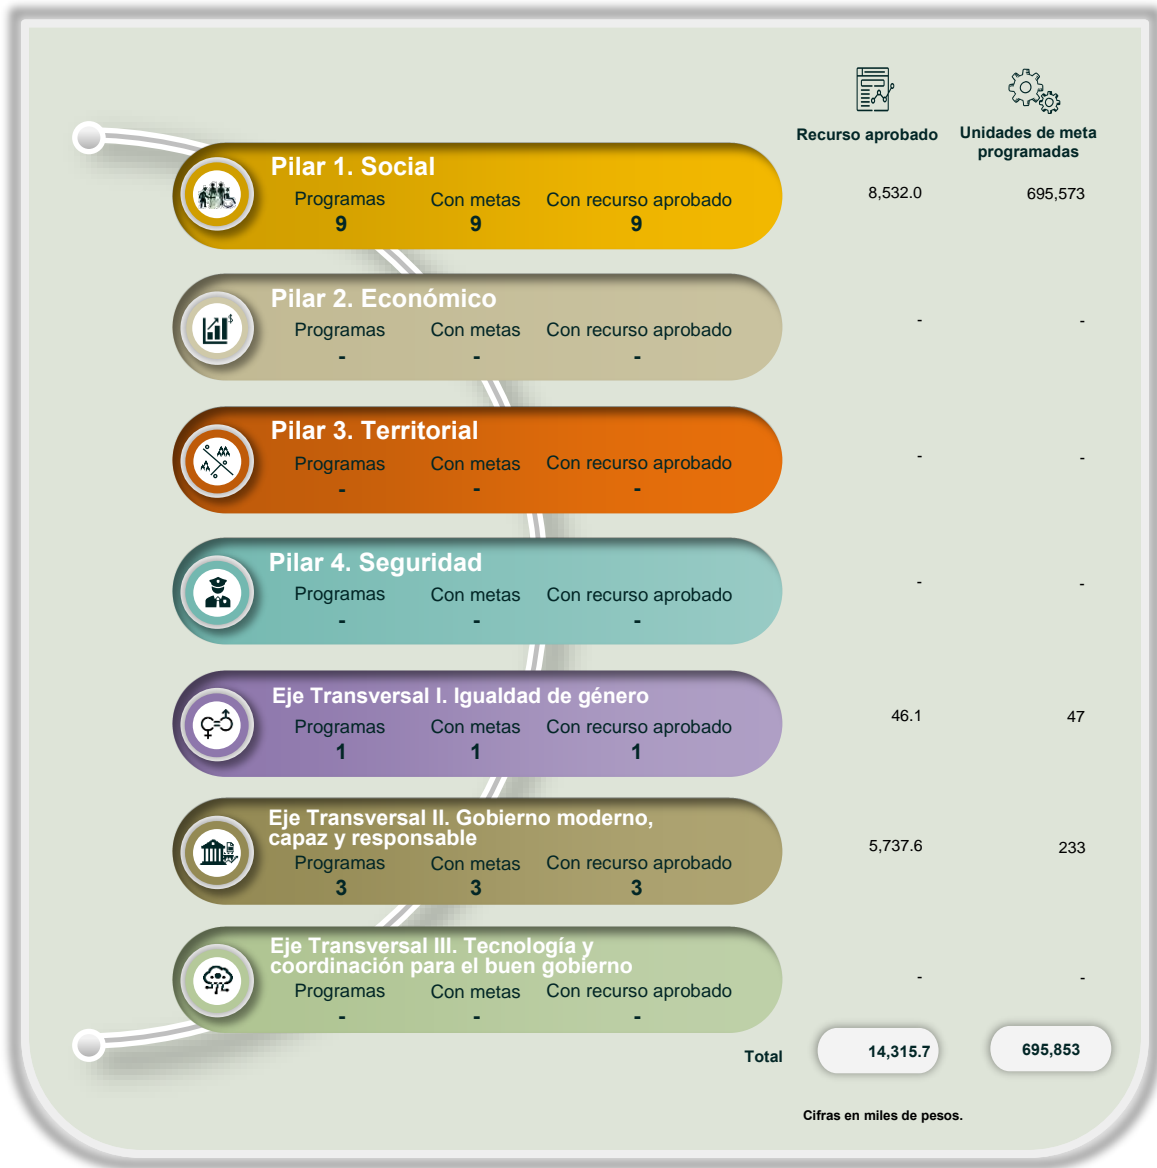 Recurso aprobado
Unidades de meta
programadas
Pilar 1. Social
Programas Con metas Con recurso aprobado
9 9 9
8,532.0 695,573
Pilar 2. Económico
Programas Con metas Con recurso aprobado
- - -
- -
Pilar 3. Territorial
Programas Con metas Con recurso aprobado
- - -
- -
Pilar 4. Seguridad
Programas Con metas Con recurso aprobado
- - -
- -
Eje Transversal I. Igualdad de género
Programas Con metas Con recurso aprobado
1 1 1
46.1 47
Eje Transversal II. Gobierno moderno,
capaz y responsable
Programas Con metas Con recurso aprobado
3 3 3
5,737.6 233
Eje Transversal III. Tecnología y
coordinación para el buen gobierno
Programas Con metas Con recurso aprobado
- - -
- -
Total 14,315.7 695,853
Cifras en miles de pesos.